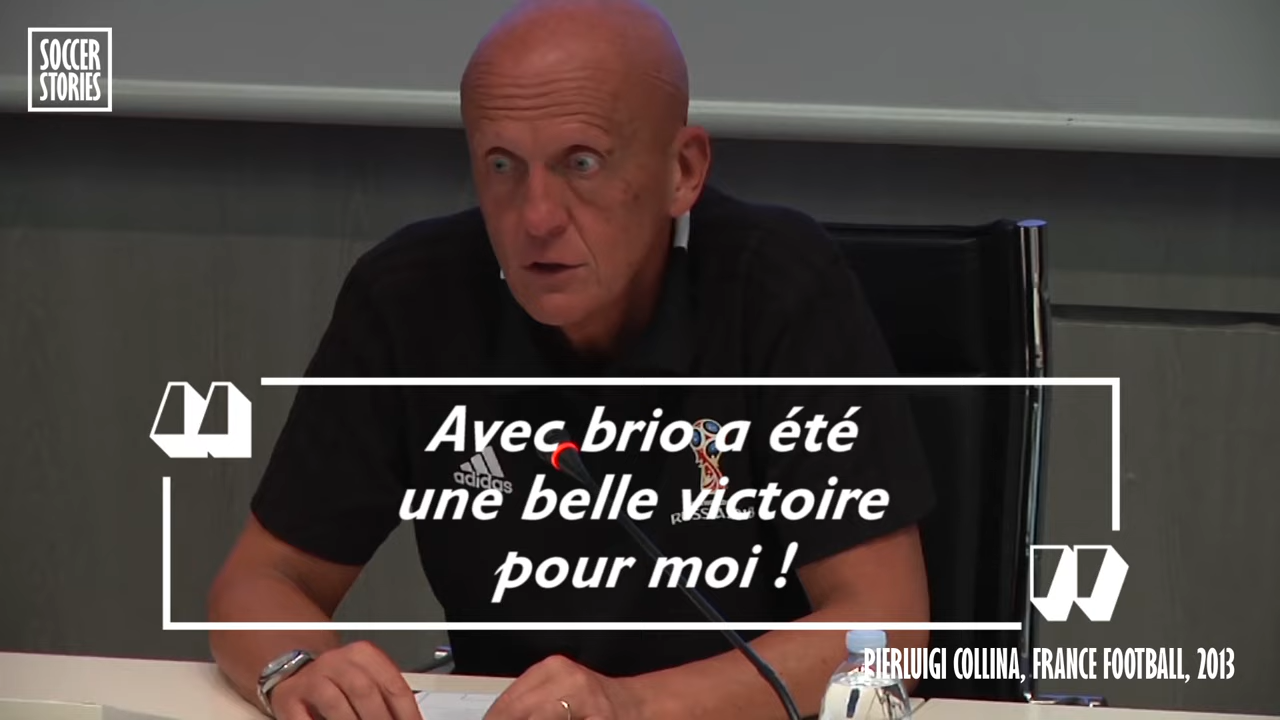 SOCCER
STORIES
Avec brio a été
adidas
une belle victoire
pour moi !
PIERLUIGI COLLINA, FRANCE FOOTBALL, 2013